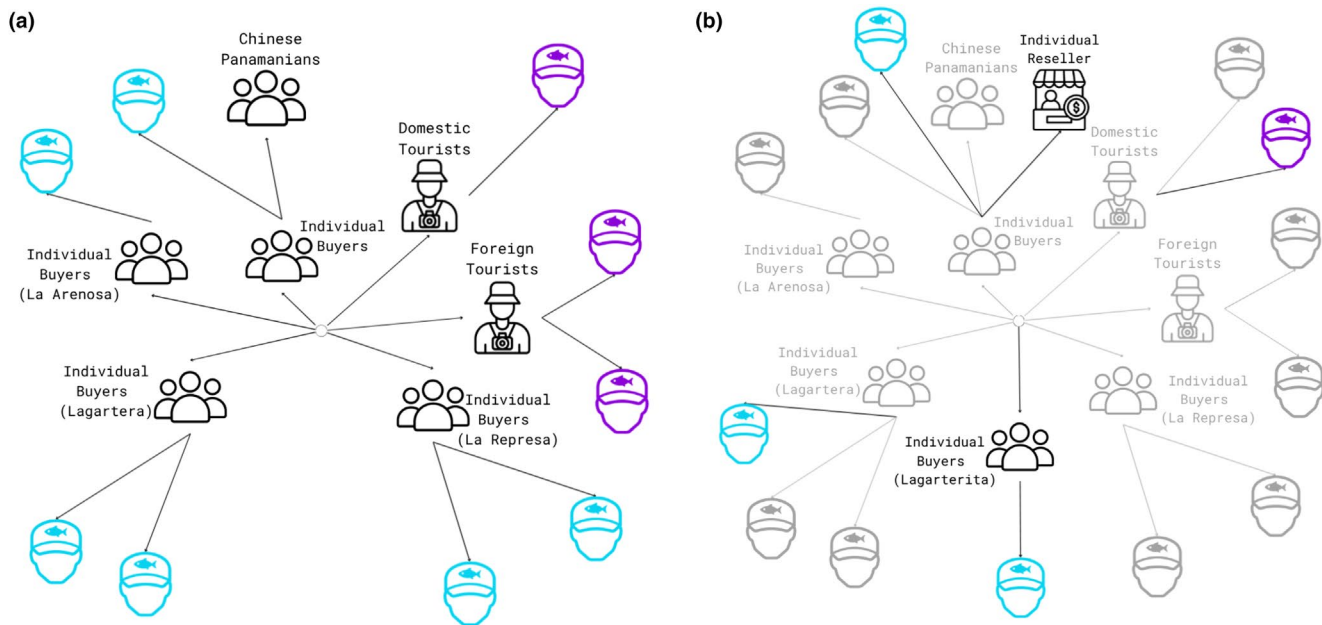 (a)
Chinese
Panamanians
Domestic
Tourists
Individual
Buyers
Foreign
Tourists
Individual
Buyers
(La Arenosa)
Individual
Buyers
(Lagartera)
Individual
Buyers
(La Represa)
(b)
Chinese
Panamanians
Individual
Reseller
$
Domestic
Tourists
Individual
Buyers
Foreign
Tourists
Individual
Buyers
(La Arenosa)
Individual
Buyers
(Lagartera)
Individual
Buyers
(La Represa)
Individual
Buyers
(Lagarterita)